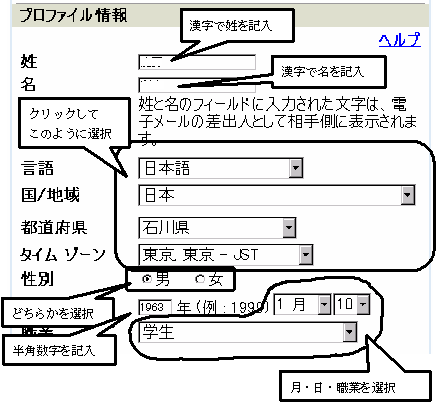 プロファイル情報
漢字で姓を記入
ヘルプ
姓
漢字で名を記入
名
クリックして
このように選択
姓と名のフィールドに入力された文字は、電
子メールの差出人として相手側に表示されま
す。
言語 日本語
国/地域 日本
都道府県 石川県
タイム ゾーン 東京, 東京 - JST
性別 男 女
どちらかを選択
1963 年 (例 : 1999) 1 月 10
半角数字を記入
学生
月・日・職業を選択